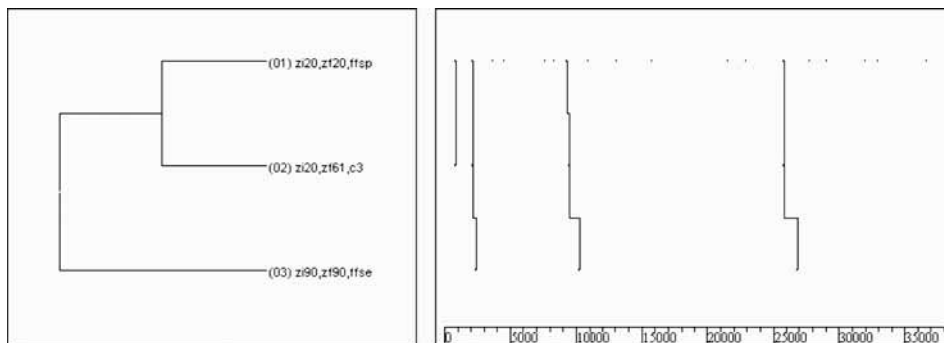 (01) zi20,zf20,ffsp
(02) zi20,zf61,c3
(03) zi90,zf90,ffse
0 5000 10000 15000 20000 25000 30000 35000